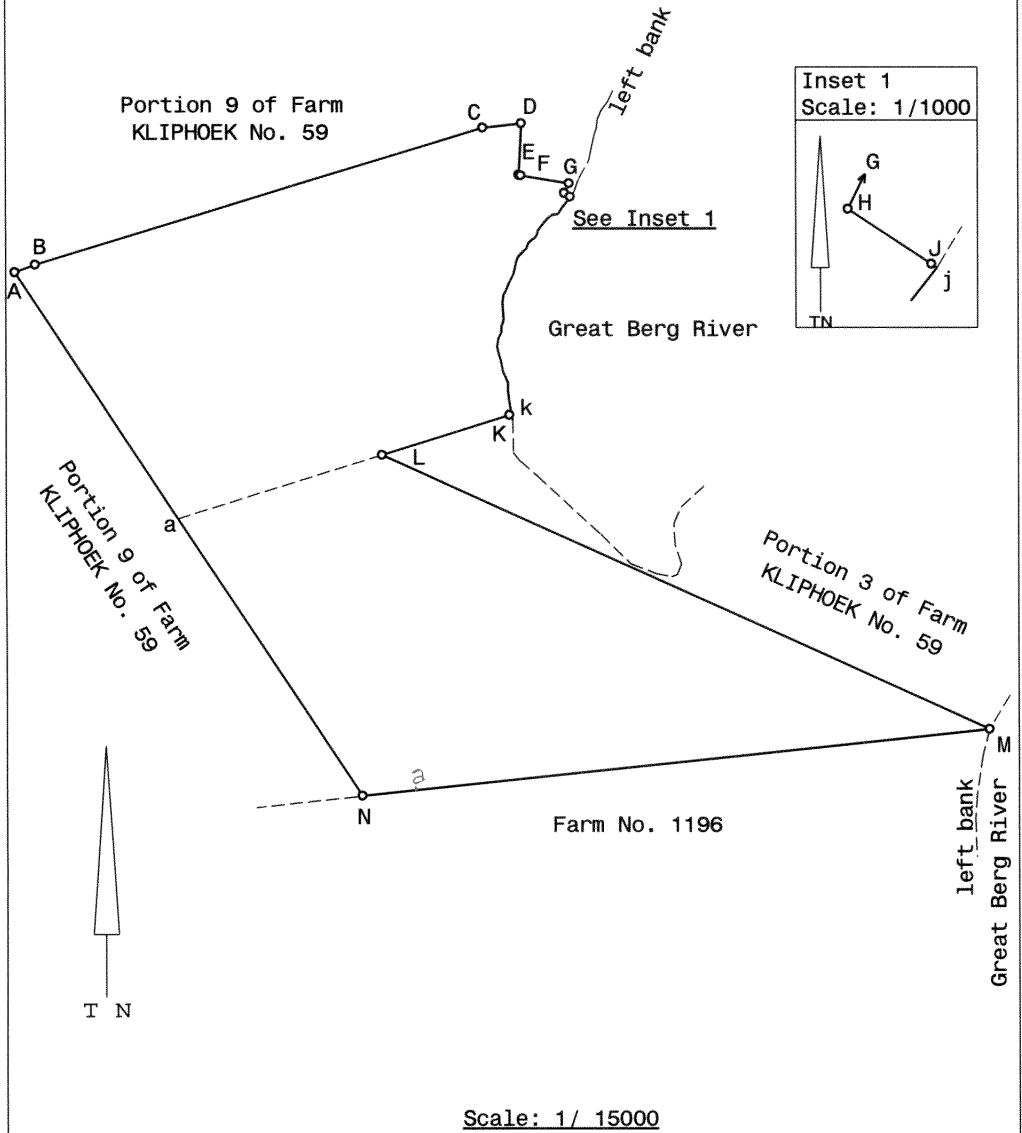 left bank
Inset 1
Scale: 1/1000
G
H
J
j
TN
Portion 9 of Farm
KLIPHOEK No. 59
C
D
E
F
G
See Inset 1
B
A
Great Berg River
k
K
L
a
Portion 9 of Farm
KLIPHOEK No. 59
Portion 3 of Farm
KLIPHOEK No. 59
M
a
N
Farm No. 1196
left bank
Great Berg River
T N
Scale: 1/ 15000